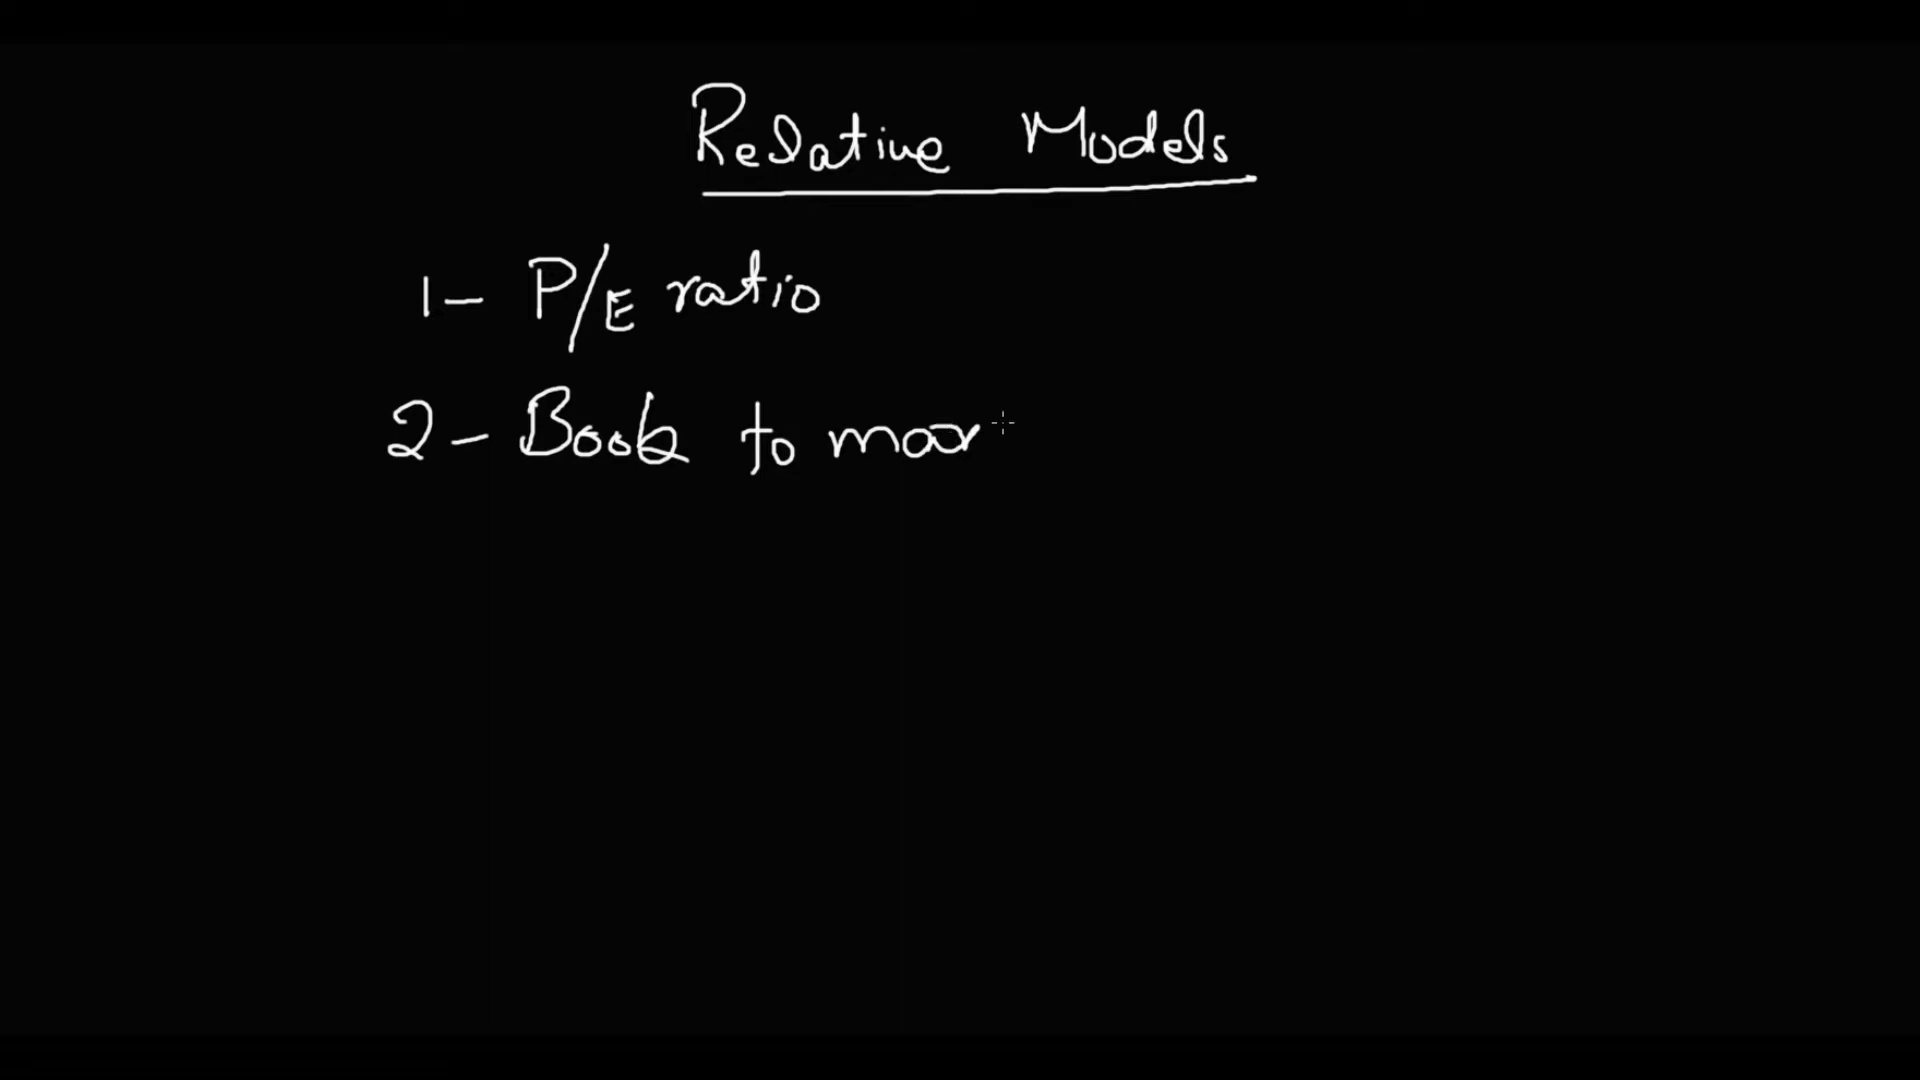 Relative Models
1- P/E ratio
2- Book to mar